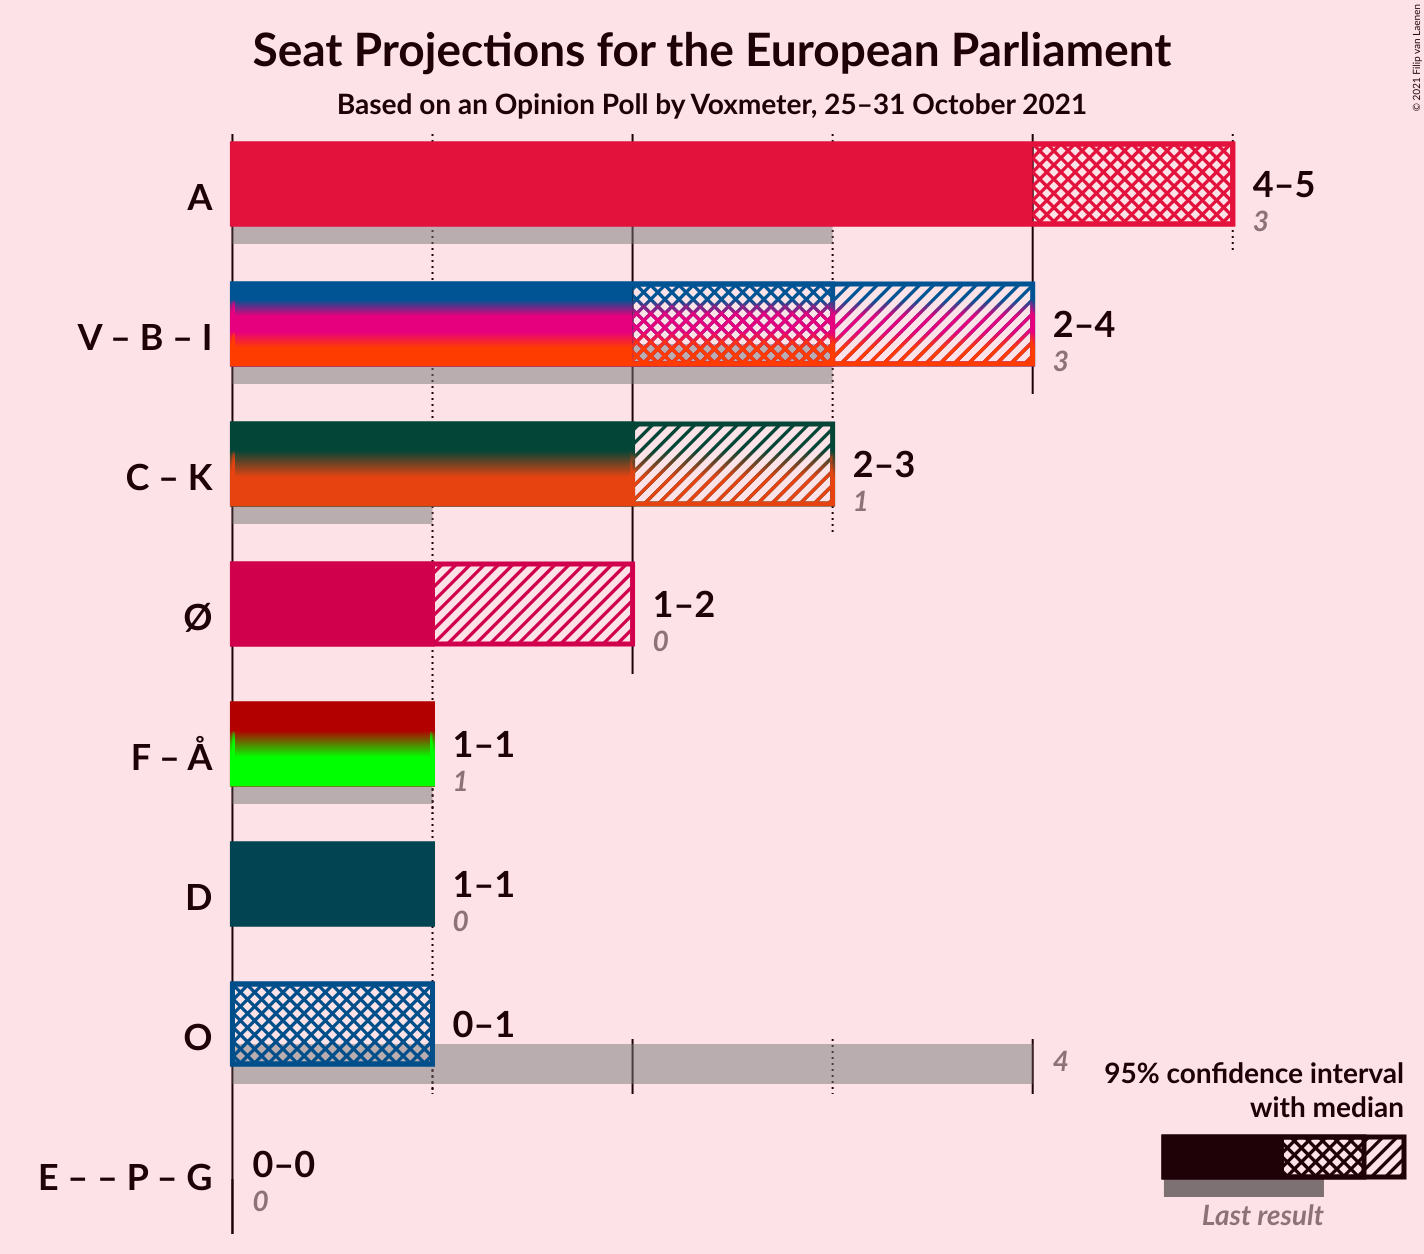 Seat Projections for the European Parliament
Based on an Opinion Poll by Voxmeter, 25–31 October 2021
© 2021 Filip van Laenen
A
4–5
3
V – B – I
2–4
3
C – K
2–3
1
Ø
1–2
0
F – Å
1–1
1
D
1–1
0
O
0–1
4
E – – P – G
0–0
0
95% confidence interval
with median
Last result